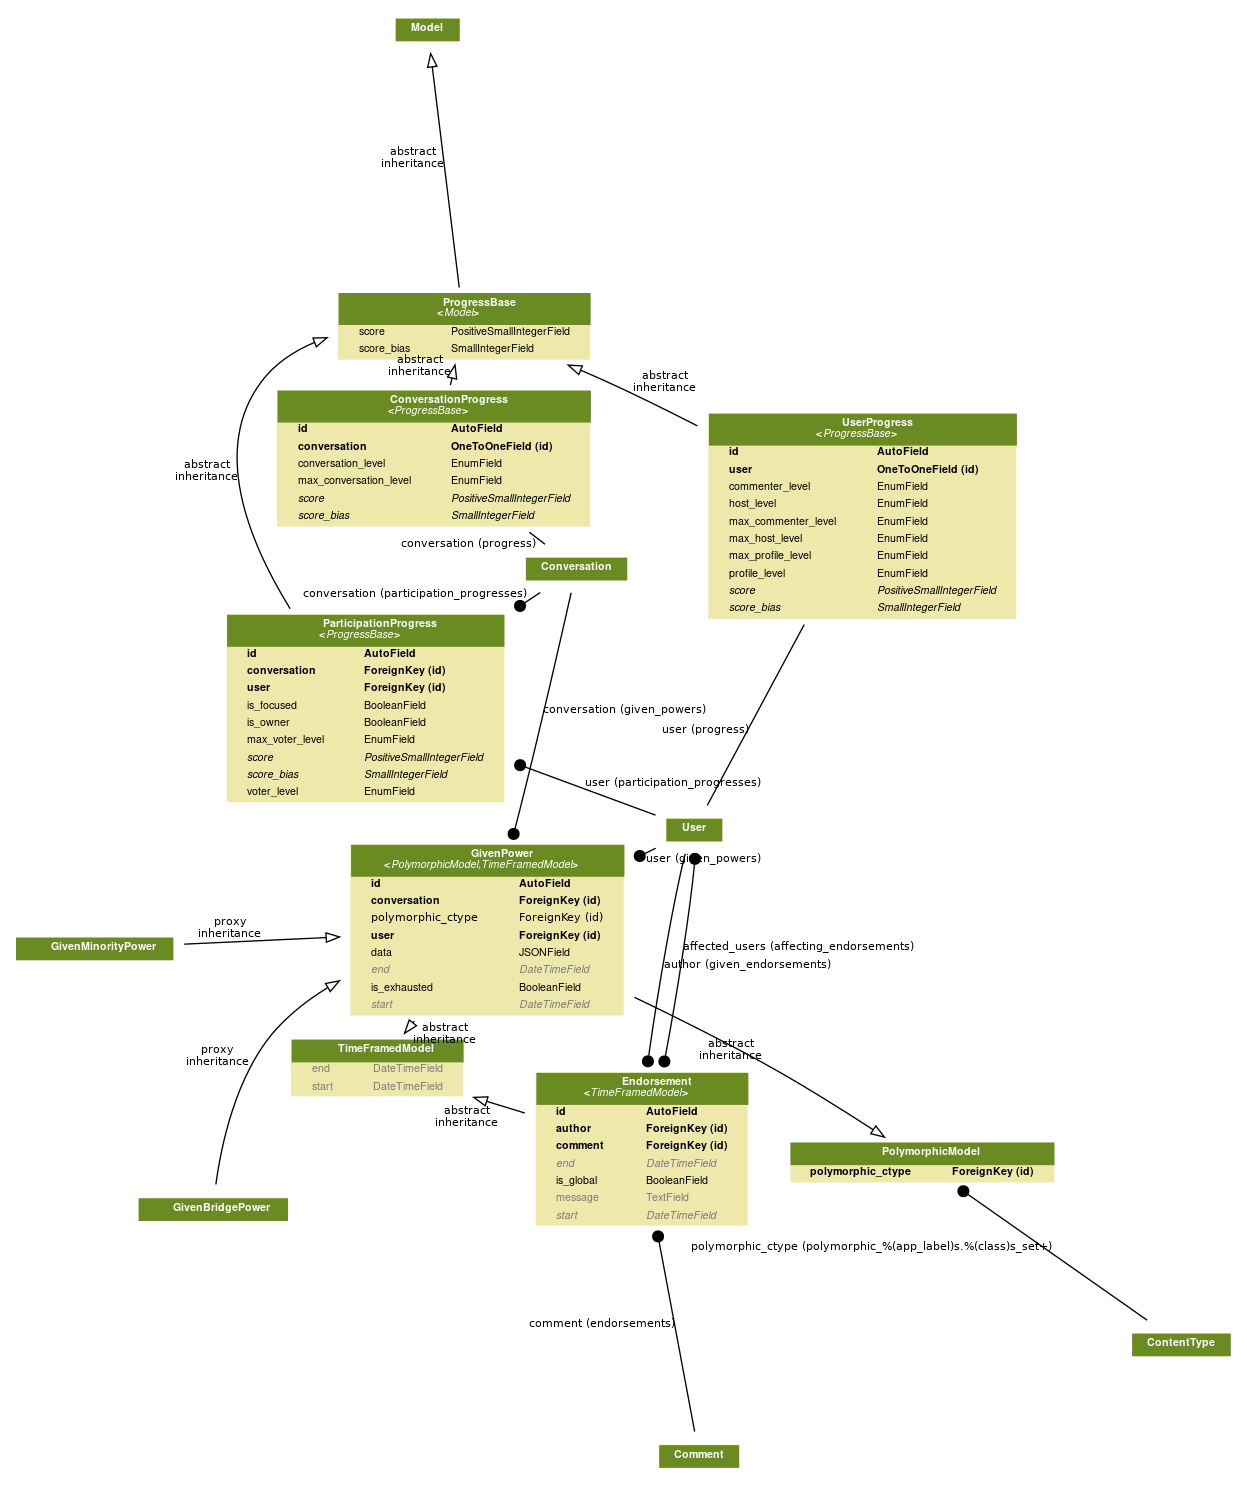 Model
abstract
inheritance
ProgressBase
<Model>
score PositiveSmallIntegerField
score_bias SmallIntegerField
abstract
inheritance
abstract
inheritance
ConversationProgress
<ProgressBase>
id AutoField
conversation OneToOneField (id)
conversation_level EnumField
max_conversation_level EnumField
score PositiveSmallIntegerField
score_bias SmallIntegerField
UserProgress
<ProgressBase>
id AutoField
user OneToOneField (id)
commenter_level EnumField
host_level EnumField
max_commenter_level EnumField
max_host_level EnumField
max_profile_level EnumField
profile_level EnumField
score PositiveSmallIntegerField
score_bias SmallIntegerField
abstract
inheritance
conversation (progress)
Conversation
conversation (participation_progresses)
ParticipationProgress
<ProgressBase>
id AutoField
conversation ForeignKey (id)
user ForeignKey (id)
is_focused BooleanField
is_owner BooleanField
max_voter_level EnumField
score PositiveSmallIntegerField
score_bias SmallIntegerField
voter_level EnumField
conversation (given_powers)
user (progress)
user (participation_progresses)
User
user (given_powers)
GivenPower
<PolymorphicModel,TimeFramedModel>
id AutoField
conversation ForeignKey (id)
polymorphic_ctype ForeignKey (id)
user ForeignKey (id)
data JSONField
end DateTimeField
is_exhausted BooleanField
start DateTimeField
proxy
inheritance
GivenMinorityPower
affected_users (affecting_endorsements)
author (given_endorsements)
abstract
inheritance
proxy
inheritance
TimeFramedModel
end DateTimeField
start DateTimeField
abstract
inheritance
abstract
inheritance
Endorsement
<TimeFramedModel>
id AutoField
author ForeignKey (id)
comment ForeignKey (id)
end DateTimeField
is_global BooleanField
message TextField
start DateTimeField
PolymorphicModel
polymorphic_ctype ForeignKey (id)
GivenBridgePower
polymorphic_ctype (polymorphic_%(app_label)s.%(class)s_set+)
comment (endorsements)
ContentType
Comment